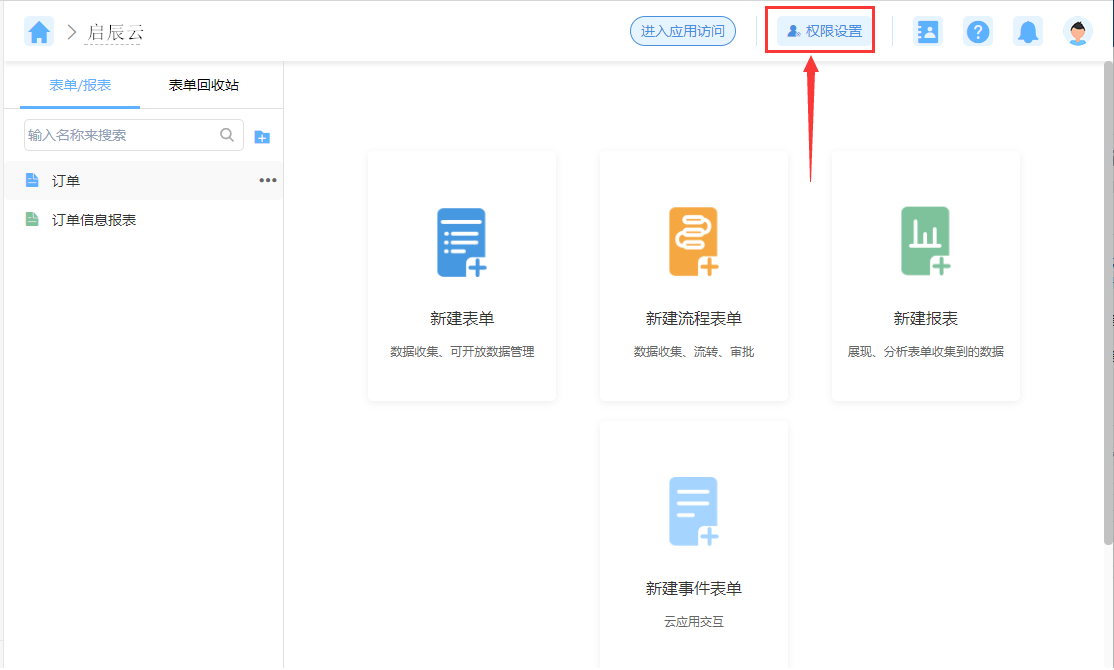 启辰云
进入应用访问
权限设置
表单/报表
表单回收站
输入名称来搜索
订单
订单信息报表
新建表单
数据收集、可开放数据管理
新建流程表单
数据收集、流转、审批
新建报表
展现、分析表单收集到的数据
新建事件表单
云应用交互